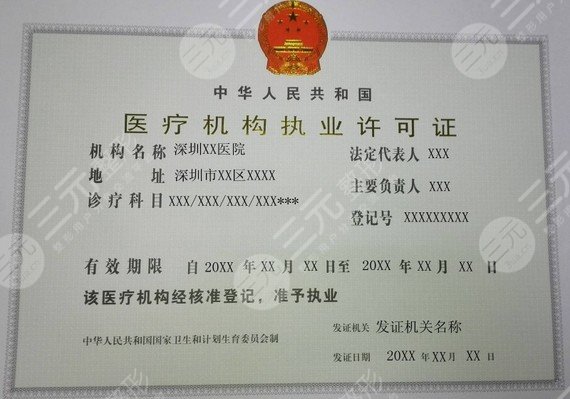 中华人民共和国
医疗机构执业许可证
机构名称 深圳XX医院
法定代表人 XXX
地 址 深圳市XX区XXXX
主要负责人 XXX
诊疗科目 XXX/XXX/XXX/XXX***
登记号 XXXXXXXXX
有效期限 自 20XX 年 XX 月 XX 日至 20XX 年 XX 月 XX 日
该医疗机构经核准登记，准予执业
发证机关 发证机关名称
中华人民共和国国家卫生和计划生育委员会制
发证日期 20XX 年 XX 月 XX 日